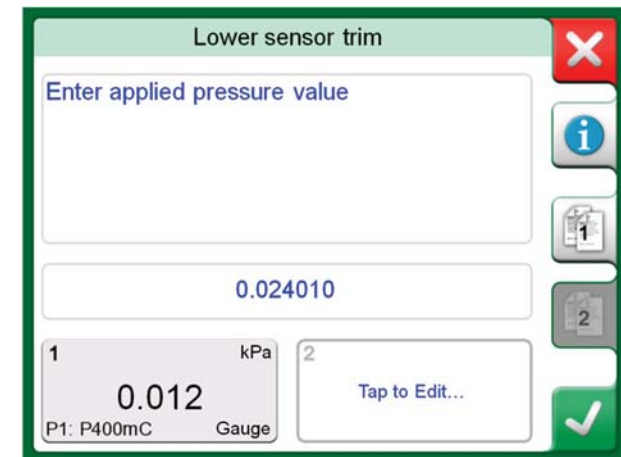 Lower sensor trim
Enter applied pressure value
0.024010
1 kPa
0.012
P1: P400mC Gauge
2
Tap to Edit...
i
1
2